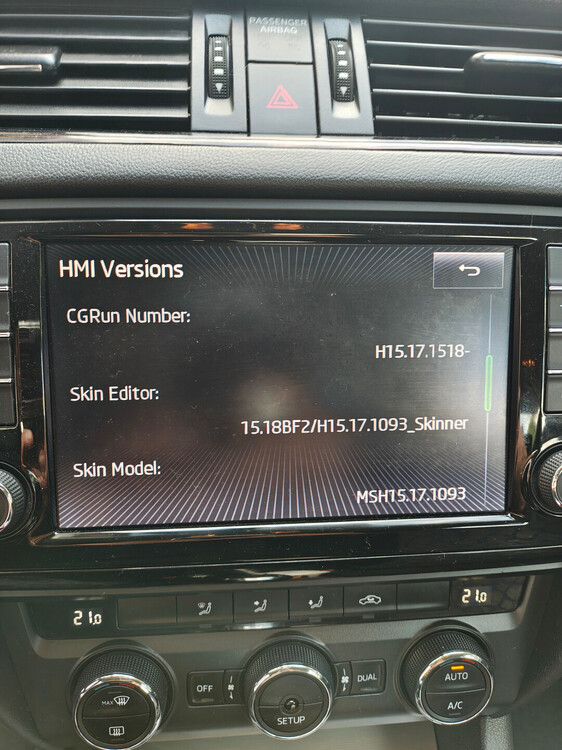 PASSENGER
AIRBAG
HMI Versions
CGRun Number:
H15.17.1518-
Skin Editor:
15.18BF2/H15.17.1093_Skinner
Skin Model:
MSH15.17.1093
21.0
21.0
MAX
OFF
SETUP
DUAL
AUTO
A/C